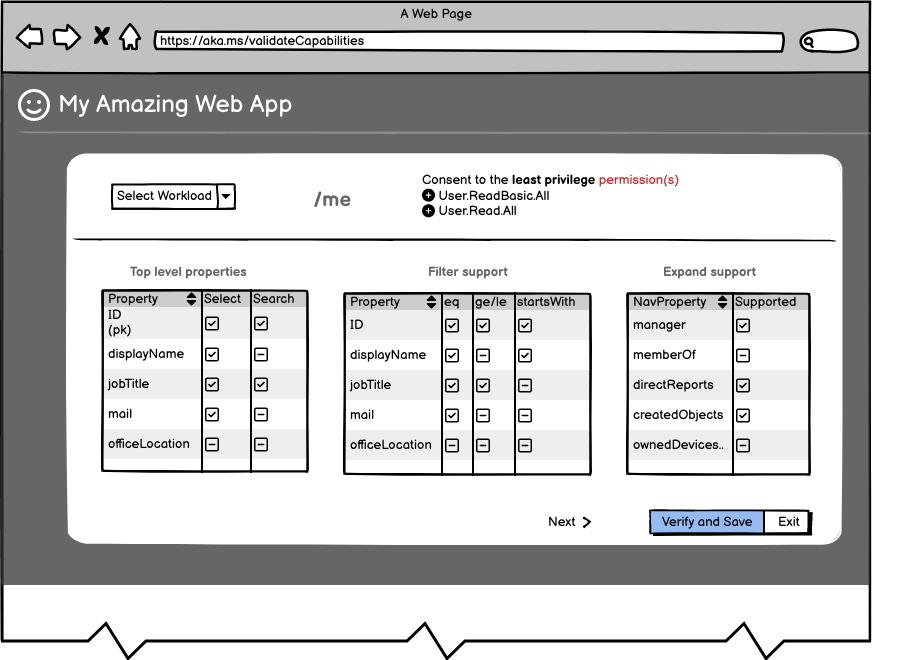 A Web Page
https://aka.ms/validateCapabilities
My Amazing Web App
Select Workload
/me
Consent to the least privilege permission(s)
User.ReadBasic.All
User.Read.All
Top level properties
Property Select Search
ID
(pk)
displayName
jobTitle
mail
officeLocation
Filter support
Property eq ge/le startsWith
ID
displayName
jobTitle
mail
officeLocation
Expand support
NavProperty Supported
manager
memberOf
directReports
createdObjects
ownedDevices..
Next
Verify and Save
Exit